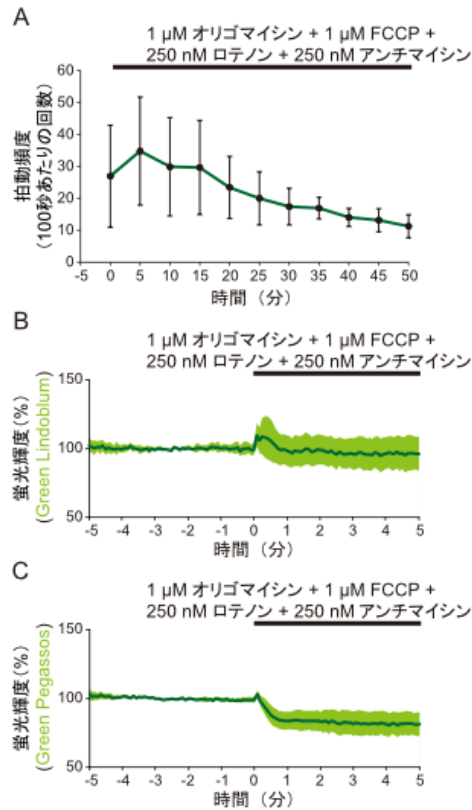 A
1 µM オリゴマイシン + 1 µM FCCP +
250 nM ロテノン + 250 nM アンチマイシン
拍動頻度
(100秒あたりの回数)
60
50
40
30
20
10
0
-5 0 5 10 15 20 25 30 35 40 45 50
時間（分）
B
1 µM オリゴマイシン + 1 µM FCCP +
250 nM ロテノン + 250 nM アンチマイシン
蛍光輝度(%)
(Green Lindoblum)
150
100
50
-5 -4 -3 -2 -1 0 1 2 3 4 5
時間（分）
C
1 µM オリゴマイシン + 1 µM FCCP +
250 nM ロテノン + 250 nM アンチマイシン
蛍光輝度(%)
(Green Pegassos)
150
100
50
-5 -4 -3 -2 -1 0 1 2 3 4 5
時間（分）